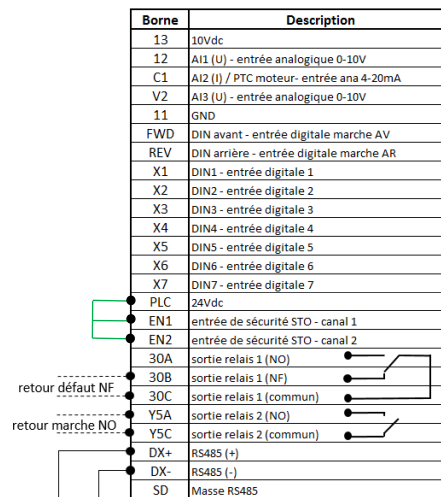 Borne Description
13 10Vdc
12 AI1 (U) - entrée analogique 0-10V
C1 AI2 (I) / PTC moteur- entrée ana 4-20mA
V2 AI3 (U) - entrée analogique 0-10V
11 GND
FWD DIN avant - entrée digitale marche AV
REV DIN arrière - entrée digitale marche AR
X1 DIN1 - entrée digitale 1
X2 DIN2 - entrée digitale 2
X3 DIN3 - entrée digitale 3
X4 DIN4 - entrée digitale 4
X5 DIN5 - entrée digitale 5
X6 DIN6 - entrée digitale 6
X7 DIN7 - entrée digitale 7
PLC 24Vdc
EN1 entrée de sécurité STO - canal 1
EN2 entrée de sécurité STO - canal 2
30A sortie relais 1 (NO)
30B sortie relais 1 (NF)
retour défaut NF
30C sortie relais 1 (commun)
Y5A sortie relais 2 (NO)
retour marche NO
Y5C sortie relais 2 (commun)
DX+ RS485 (+)
DX- RS485 (-)
SD Masse RS485